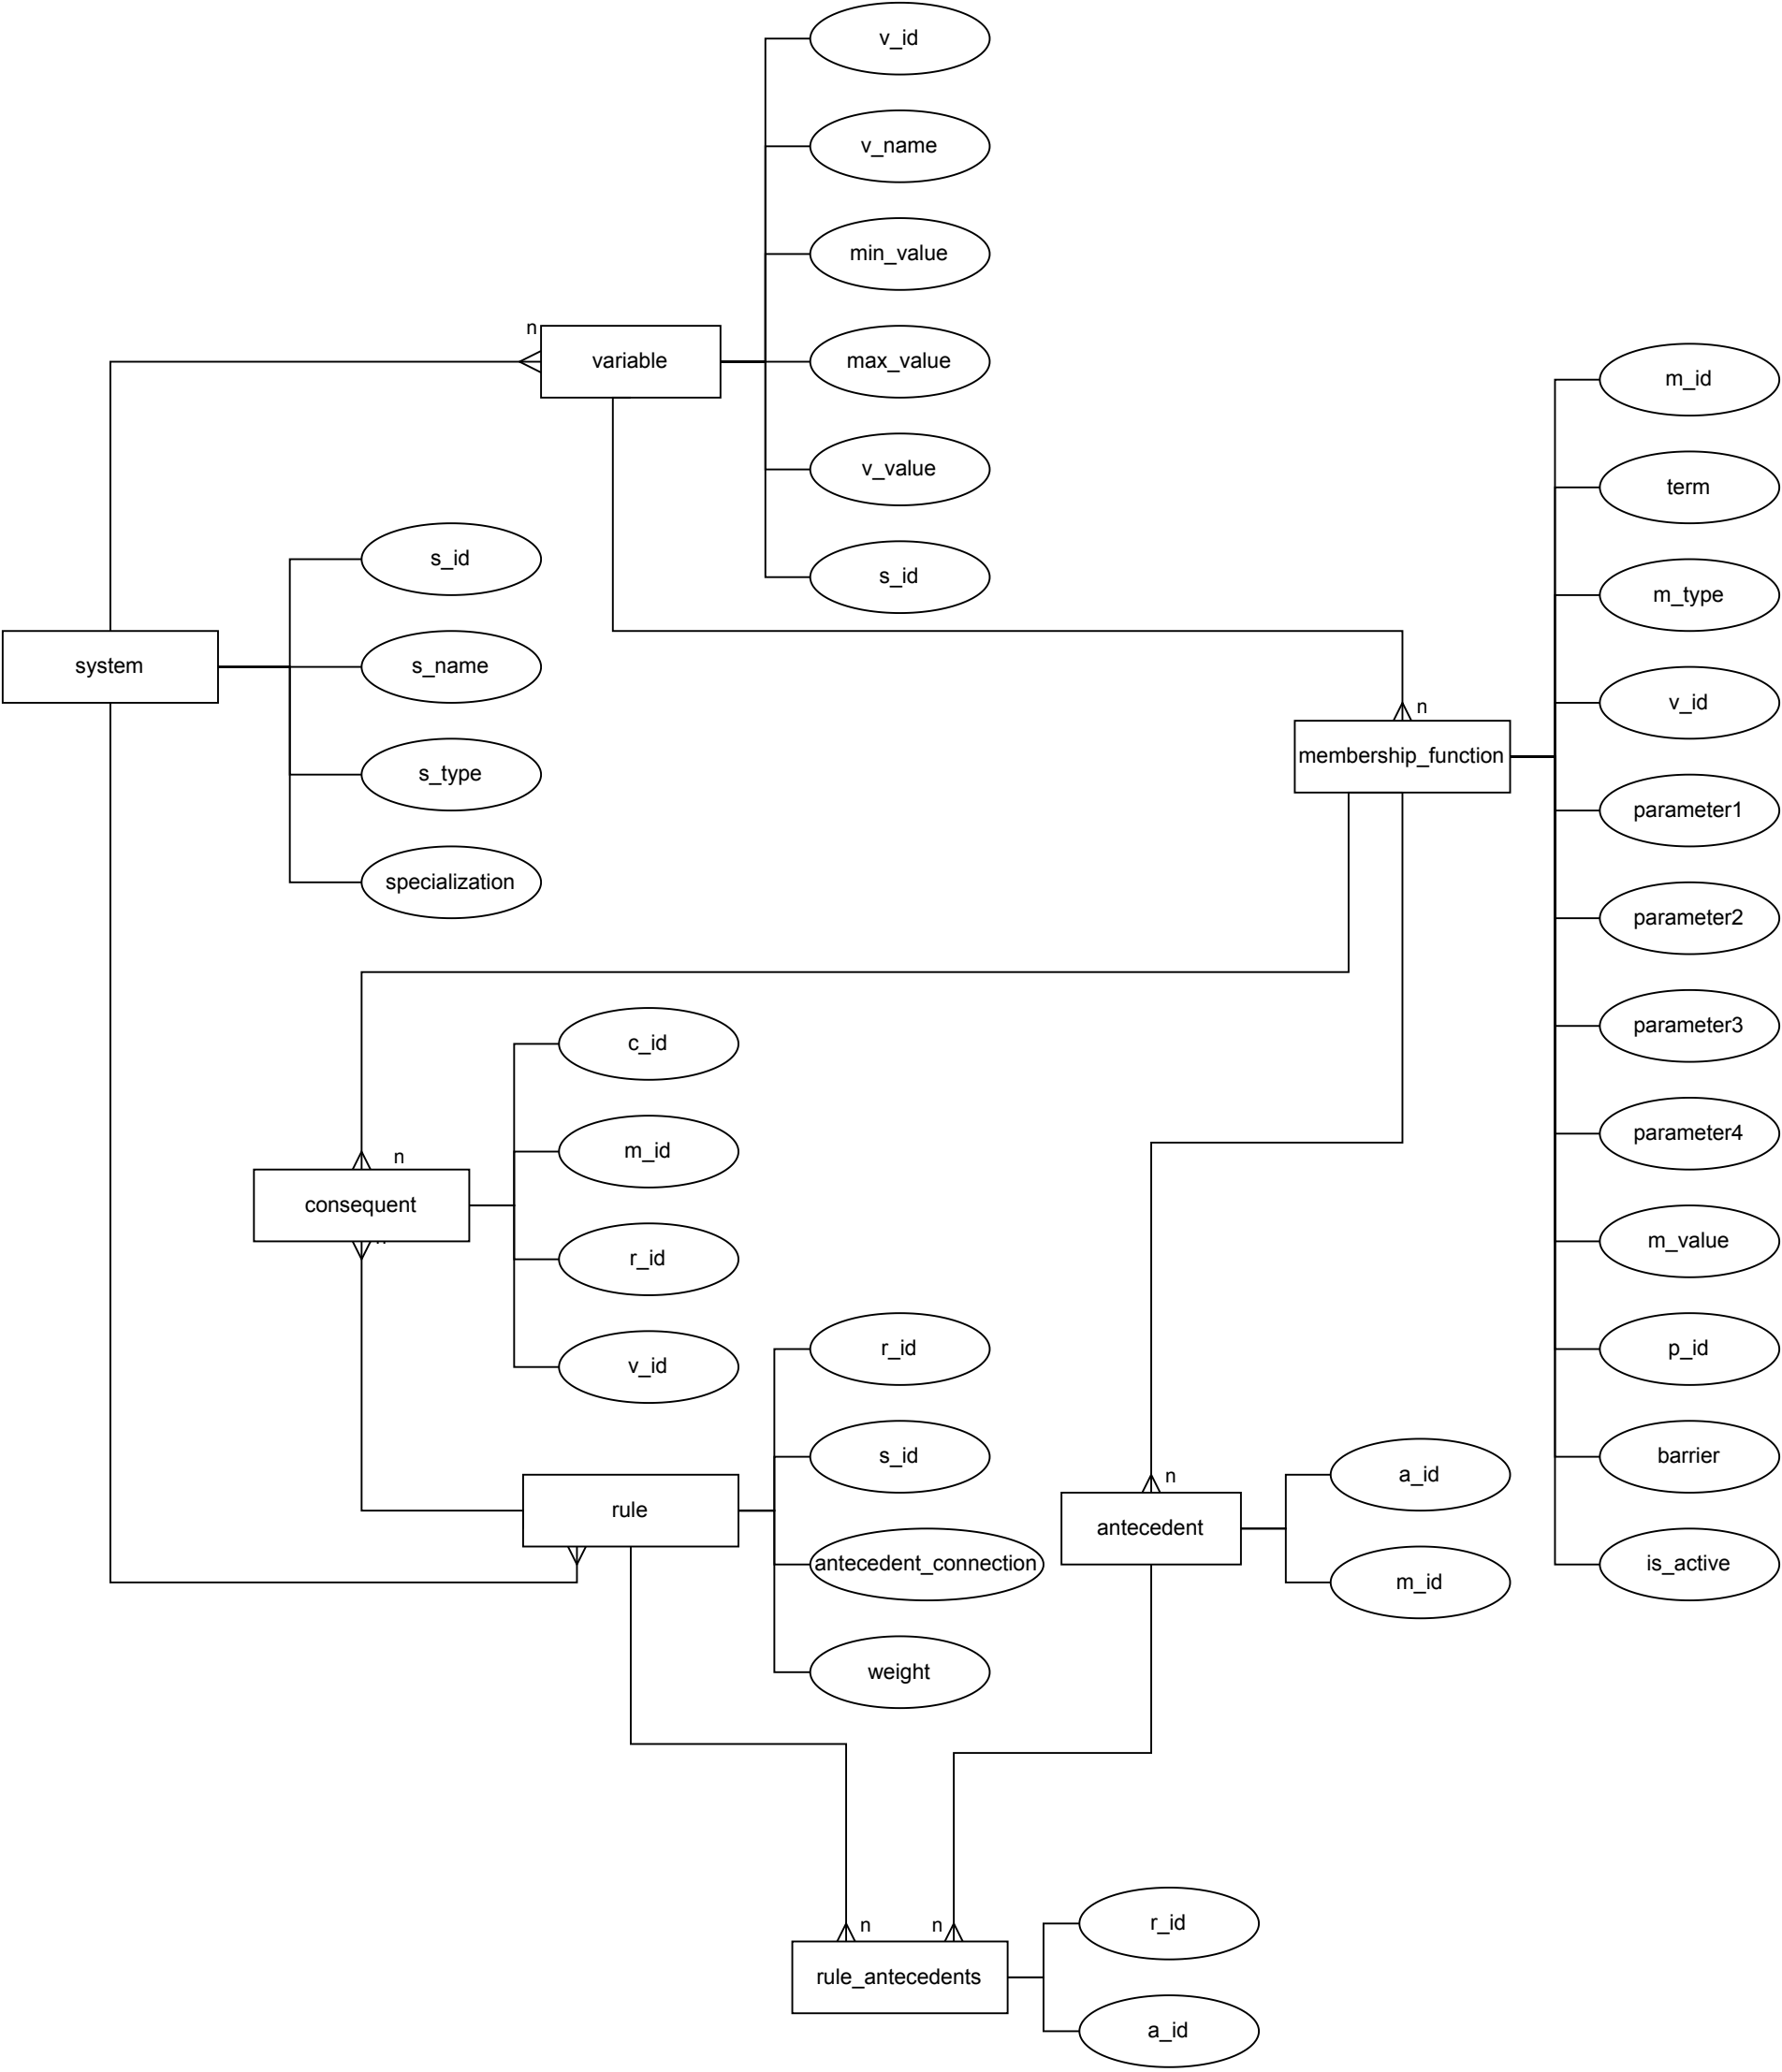 v_id
v_name
min_value
n
variable
max_value
m_id
v_value
term
s_id
s_id
m_type
system
s_name
v_id
n
membership_function
s_type
parameter1
specialization
parameter2
parameter3
c_id
parameter4
m_id
n
consequent
m_value
r_id
p_id
r_id
v_id
barrier
s_id
n
a_id
rule
antecedent
antecedent_connection
is_active
m_id
weight
r_id
n
n
rule_antecedents
a_id